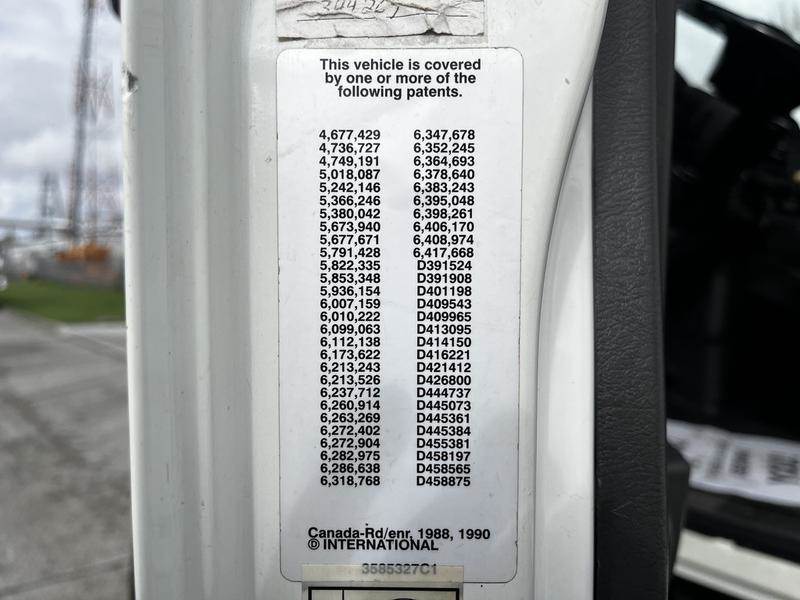 344267
This vehicle is covered
by one or more of the
following patents.
4,677,429 6,347,678
4,736,727 6,352,245
4,749,191 6,364,693
5,018,087 6,378,640
5,242,146 6,383,243
5,366,246 6,395,048
5,380,042 6,398,261
5,673,940 6,406,170
5,677,671 6,408,974
5,791,428 6,417,668
5,822,335 D391524
5,853,348 D391908
5,936,154 D401198
6,007,159 D409543
6,010,222 D409965
6,099,063 D413095
6,112,138 D414150
6,173,622 D416221
6,213,243 D421412
6,213,526 D426800
6,237,712 D444737
6,260,914 D445073
6,263,269 D445361
6,272,402 D445384
6,272,904 D455381
6,282,975 D458197
6,286,638 D458565
6,318,768 D458875
Canada-Rd/enr. 1988, 1990
Ⓓ INTERNATIONAL
3585327C1